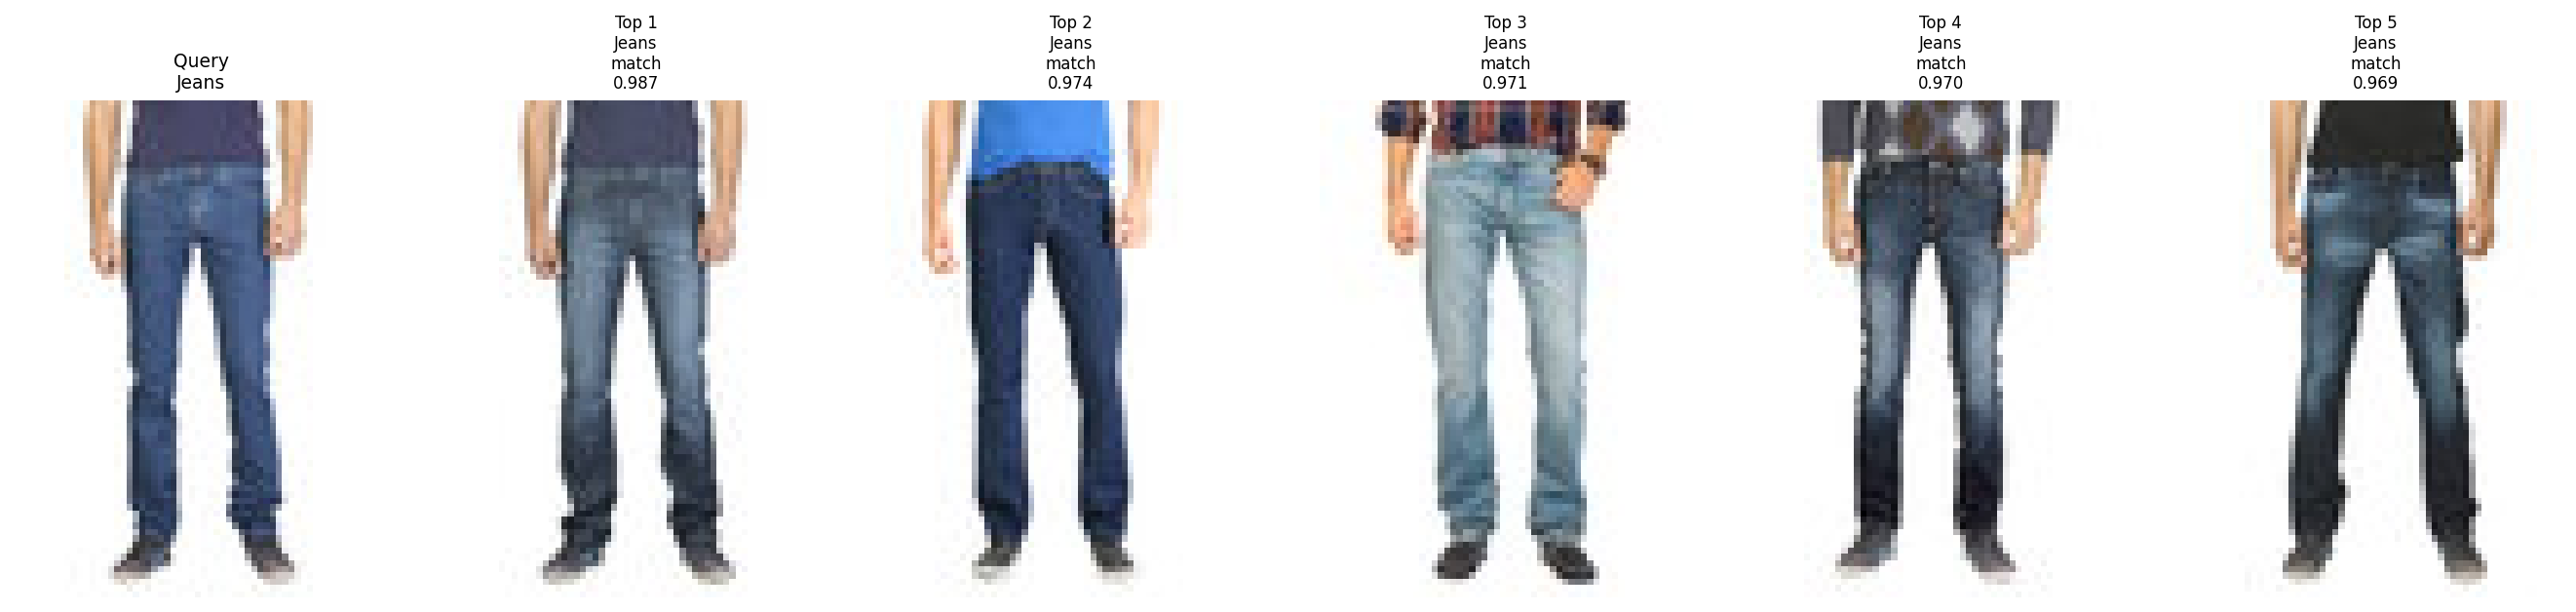 Query
Jeans
Top 1
Jeans
match
0.987
Top 2
Jeans
match
0.974
Top 3
Jeans
match
0.971
Top 4
Jeans
match
0.970
Top 5
Jeans
match
0.969